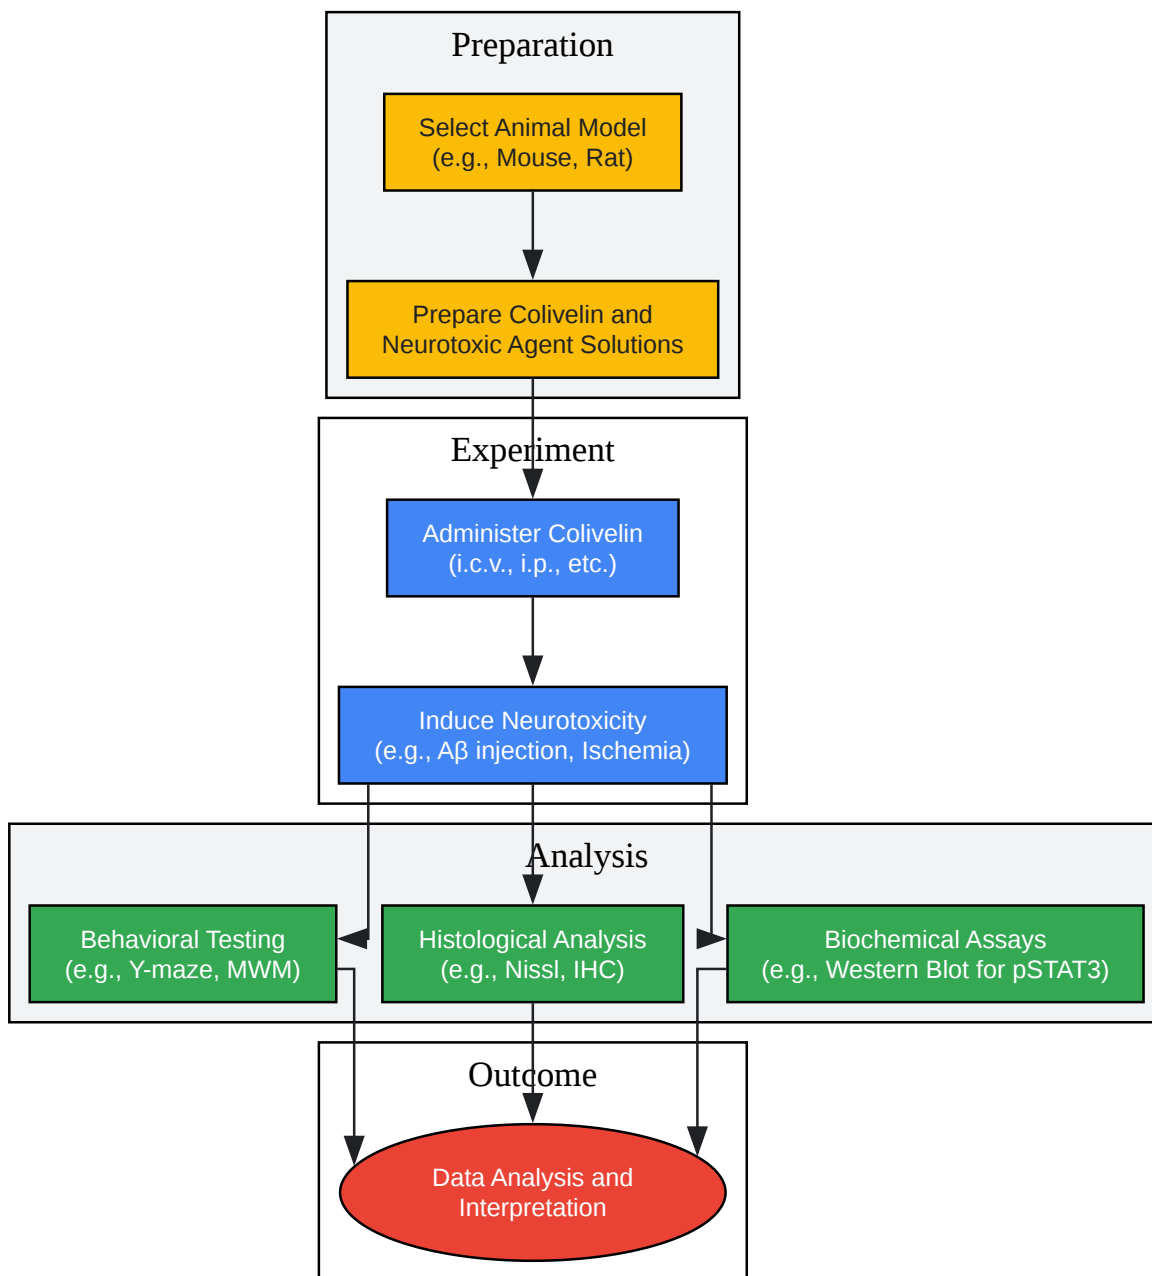 Preparation
Select Animal Model
(e.g., Mouse, Rat)
Prepare Colivelin and
Neurotoxic Agent Solutions
Experiment
Administer Colivelin
(i.c.v., i.p., etc.)
Induce Neurotoxicity
(e.g., Aβ injection, Ischemia)
Analysis
Behavioral Testing
(e.g., Y-maze, MWM)
Histological Analysis
(e.g., Nissl, IHC)
Biochemical Assays
(e.g., Western Blot for pSTAT3)
Outcome
Data Analysis and
Interpretation